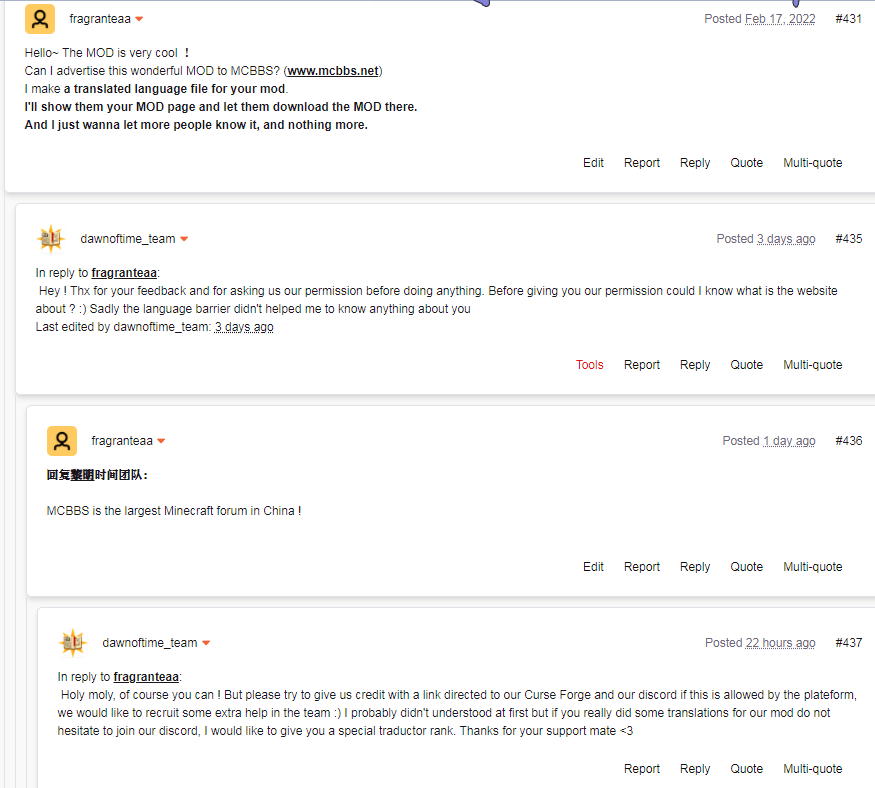 fragranteaa
Posted Feb 17, 2022 #431
Hello~ The MOD is very cool ！
Can I advertise this wonderful MOD to MCBBS? (www.mcbbs.net)
I make a translated language file for your mod.
I'll show them your MOD page and let them download the MOD there.
And I just wanna let more people know it, and nothing more.
Edit Report Reply Quote Multi-quote
dawnoftime_team
Posted 3 days ago #435
In reply to fragranteaa:
Hey ! Thx for your feedback and for asking us our permission before doing anything. Before giving you our permission could I know what is the website
about ? :) Sadly the language barrier didn't helped me to know anything about you
Last edited by dawnoftime_team: 3 days ago
Tools Report Reply Quote Multi-quote
fragranteaa
Posted 1 day ago #436
回复黎明时间团队：
MCBBS is the largest Minecraft forum in China !
Edit Report Reply Quote Multi-quote
dawnoftime_team
Posted 22 hours ago #437
In reply to fragranteaa:
Holy moly, of course you can ! But please try to give us credit with a link directed to our Curse Forge and our discord if this is allowed by the plateform,
we would like to recruit some extra help in the team :) I probably didn't understood at first but if you really did some translations for our mod do not
hesitate to join our discord, I would like to give you a special traductor rank. Thanks for your support mate <3
Report Reply Quote Multi-quote